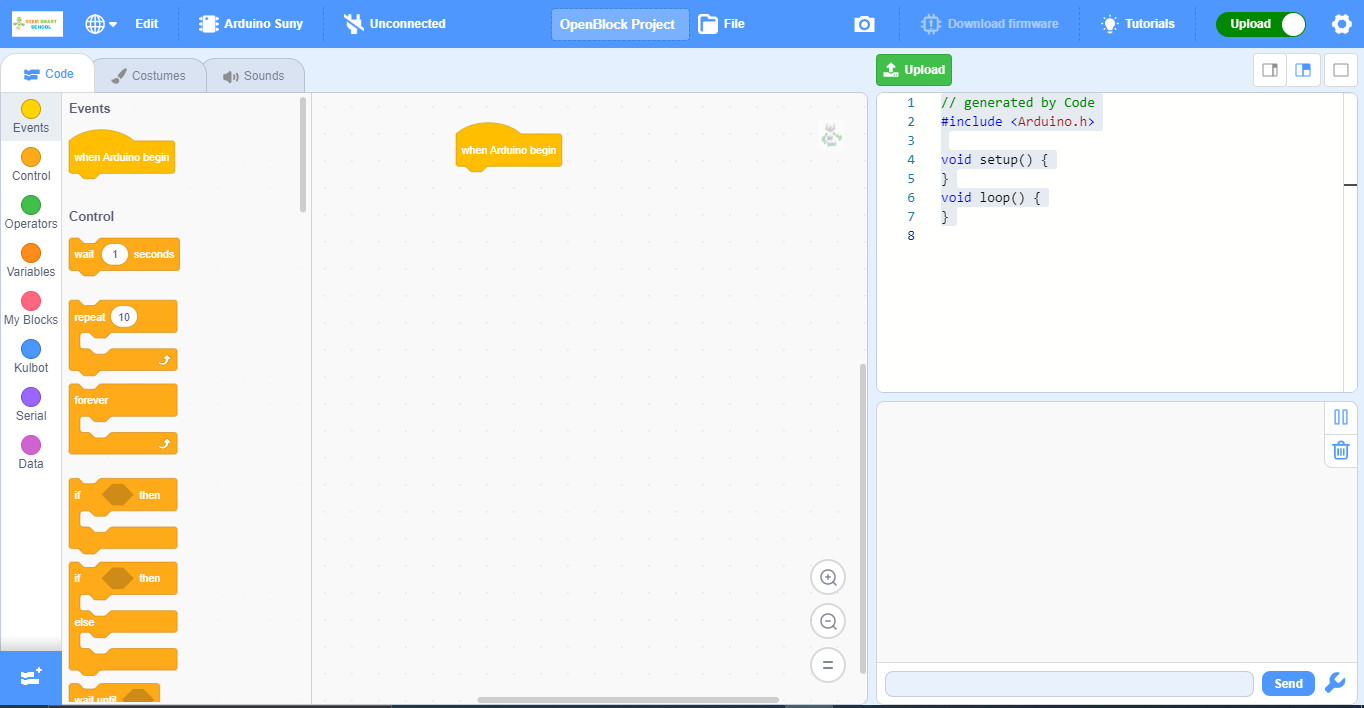 STEM SMART
SCHOOL
Edit
Arduino Suny
Unconnected
OpenBlock Project
File
Download firmware
Tutorials
Upload
Code
Costumes
Sounds
Upload
Events
Control
Operators
Variables
My Blocks
Kulbot
Serial
Data
Events
when Arduino begin
Control
wait 1 seconds
repeat 10
forever
if then
if then
else
wait until
when Arduino begin
1 // generated by Code
2 #include <Arduino.h>
3
4 void setup() {
5 }
6 void loop() {
7 }
8
Send